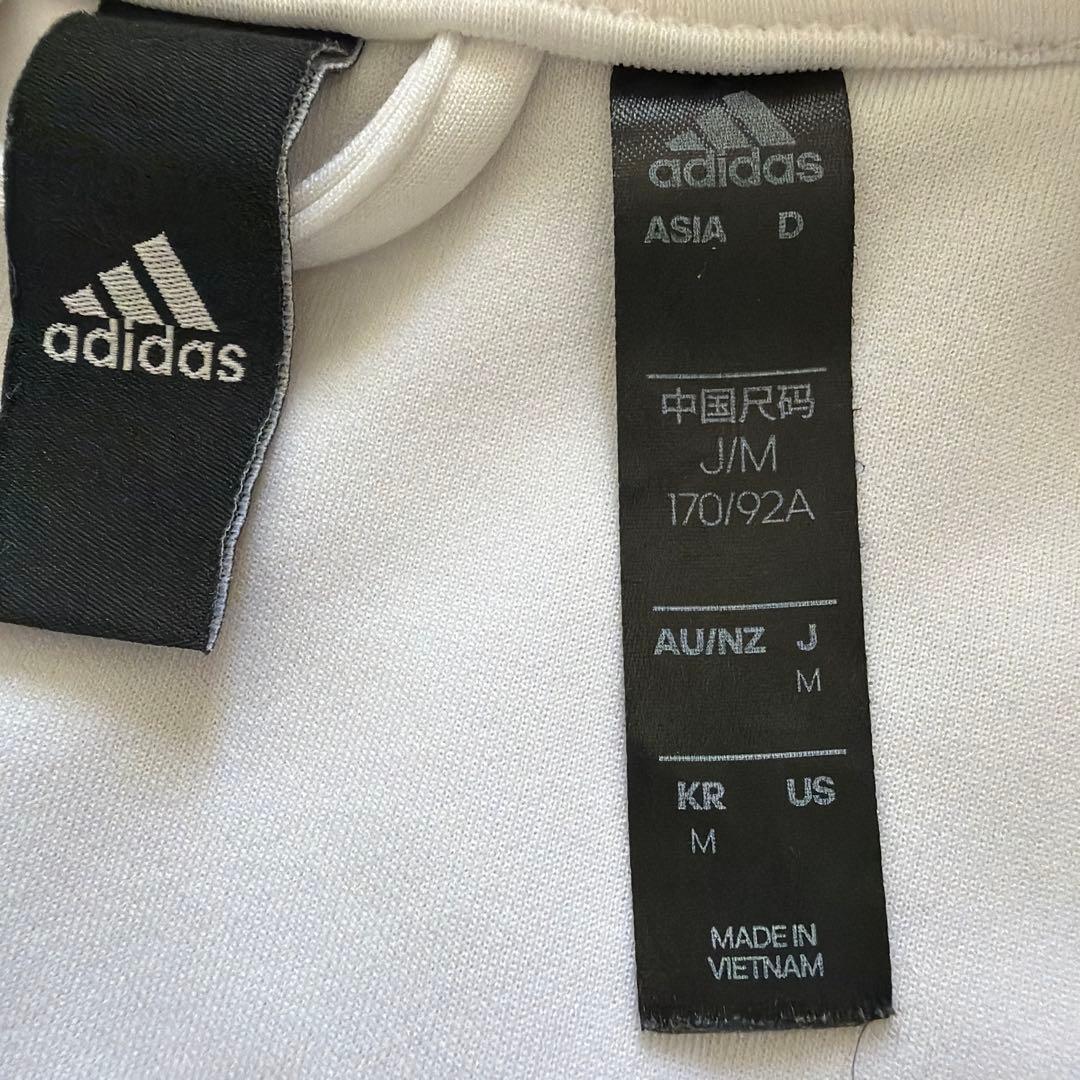 adidas
adidas
ASIA D
中国尺码
J/M
170/92A
AU/NZ J
M
KR US
M
MADE IN
VIETNAM